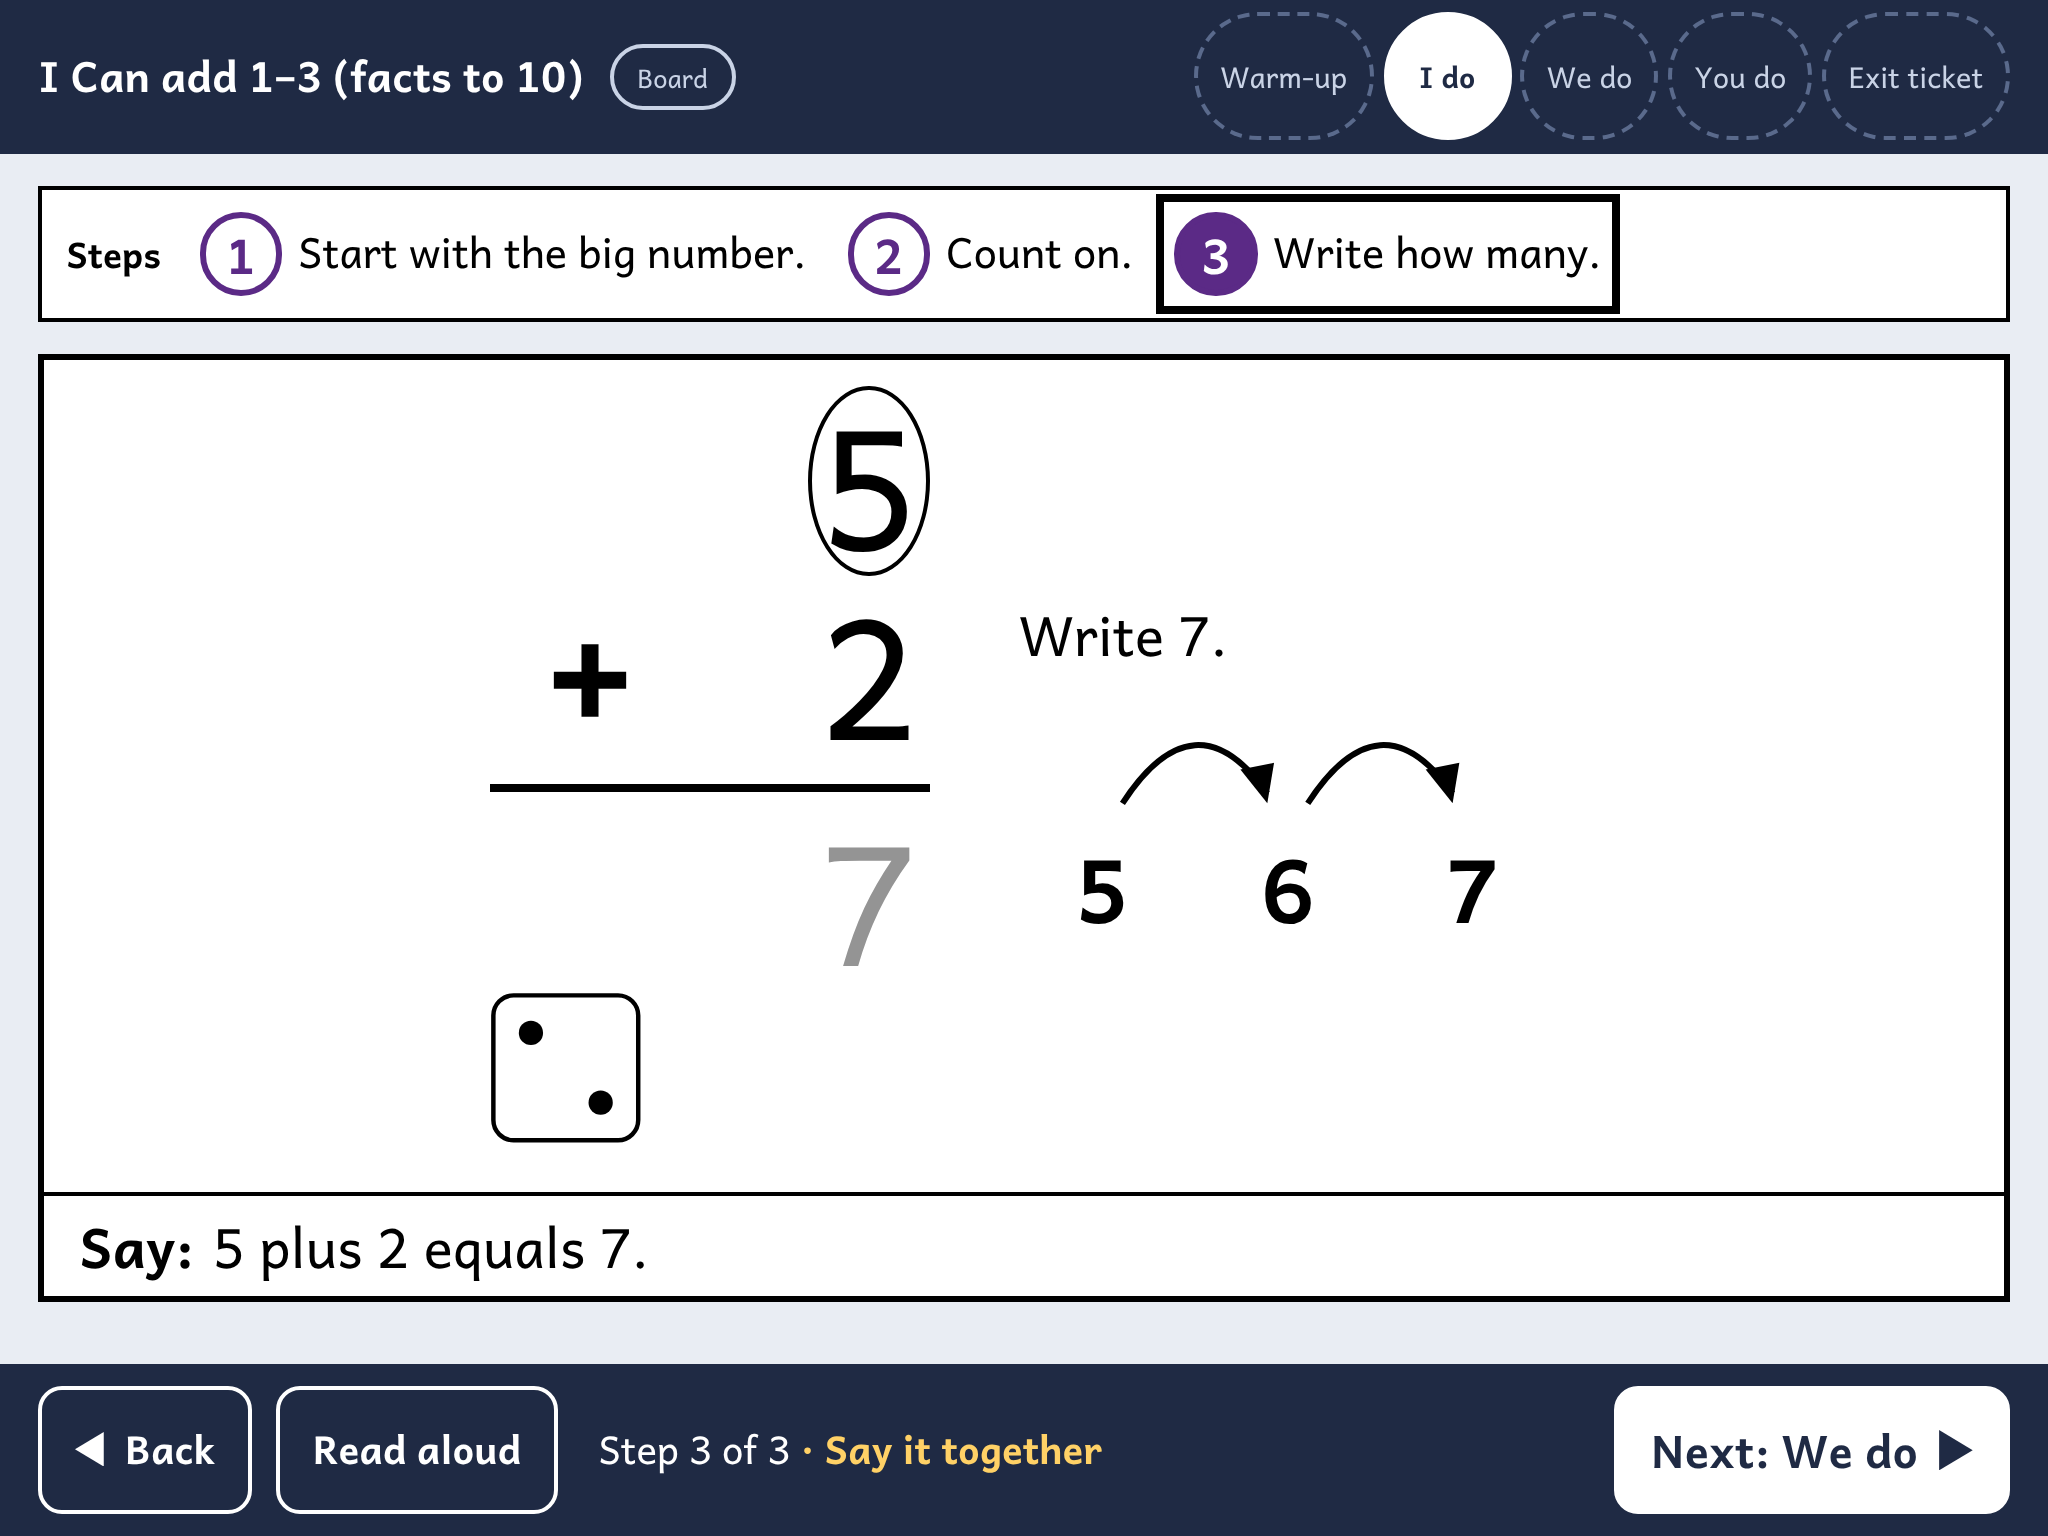 I Can add 1–3 (facts to 10) Board Warm-up I do We do You do Exit ticket
Steps 1 Start with the big number. 2 Count on. 3 Write how many.
5
+ 2
Write 7.
7
5 6 7
Say: 5 plus 2 equals 7.
Back Read aloud Step 3 of 3 · Say it together Next: We do